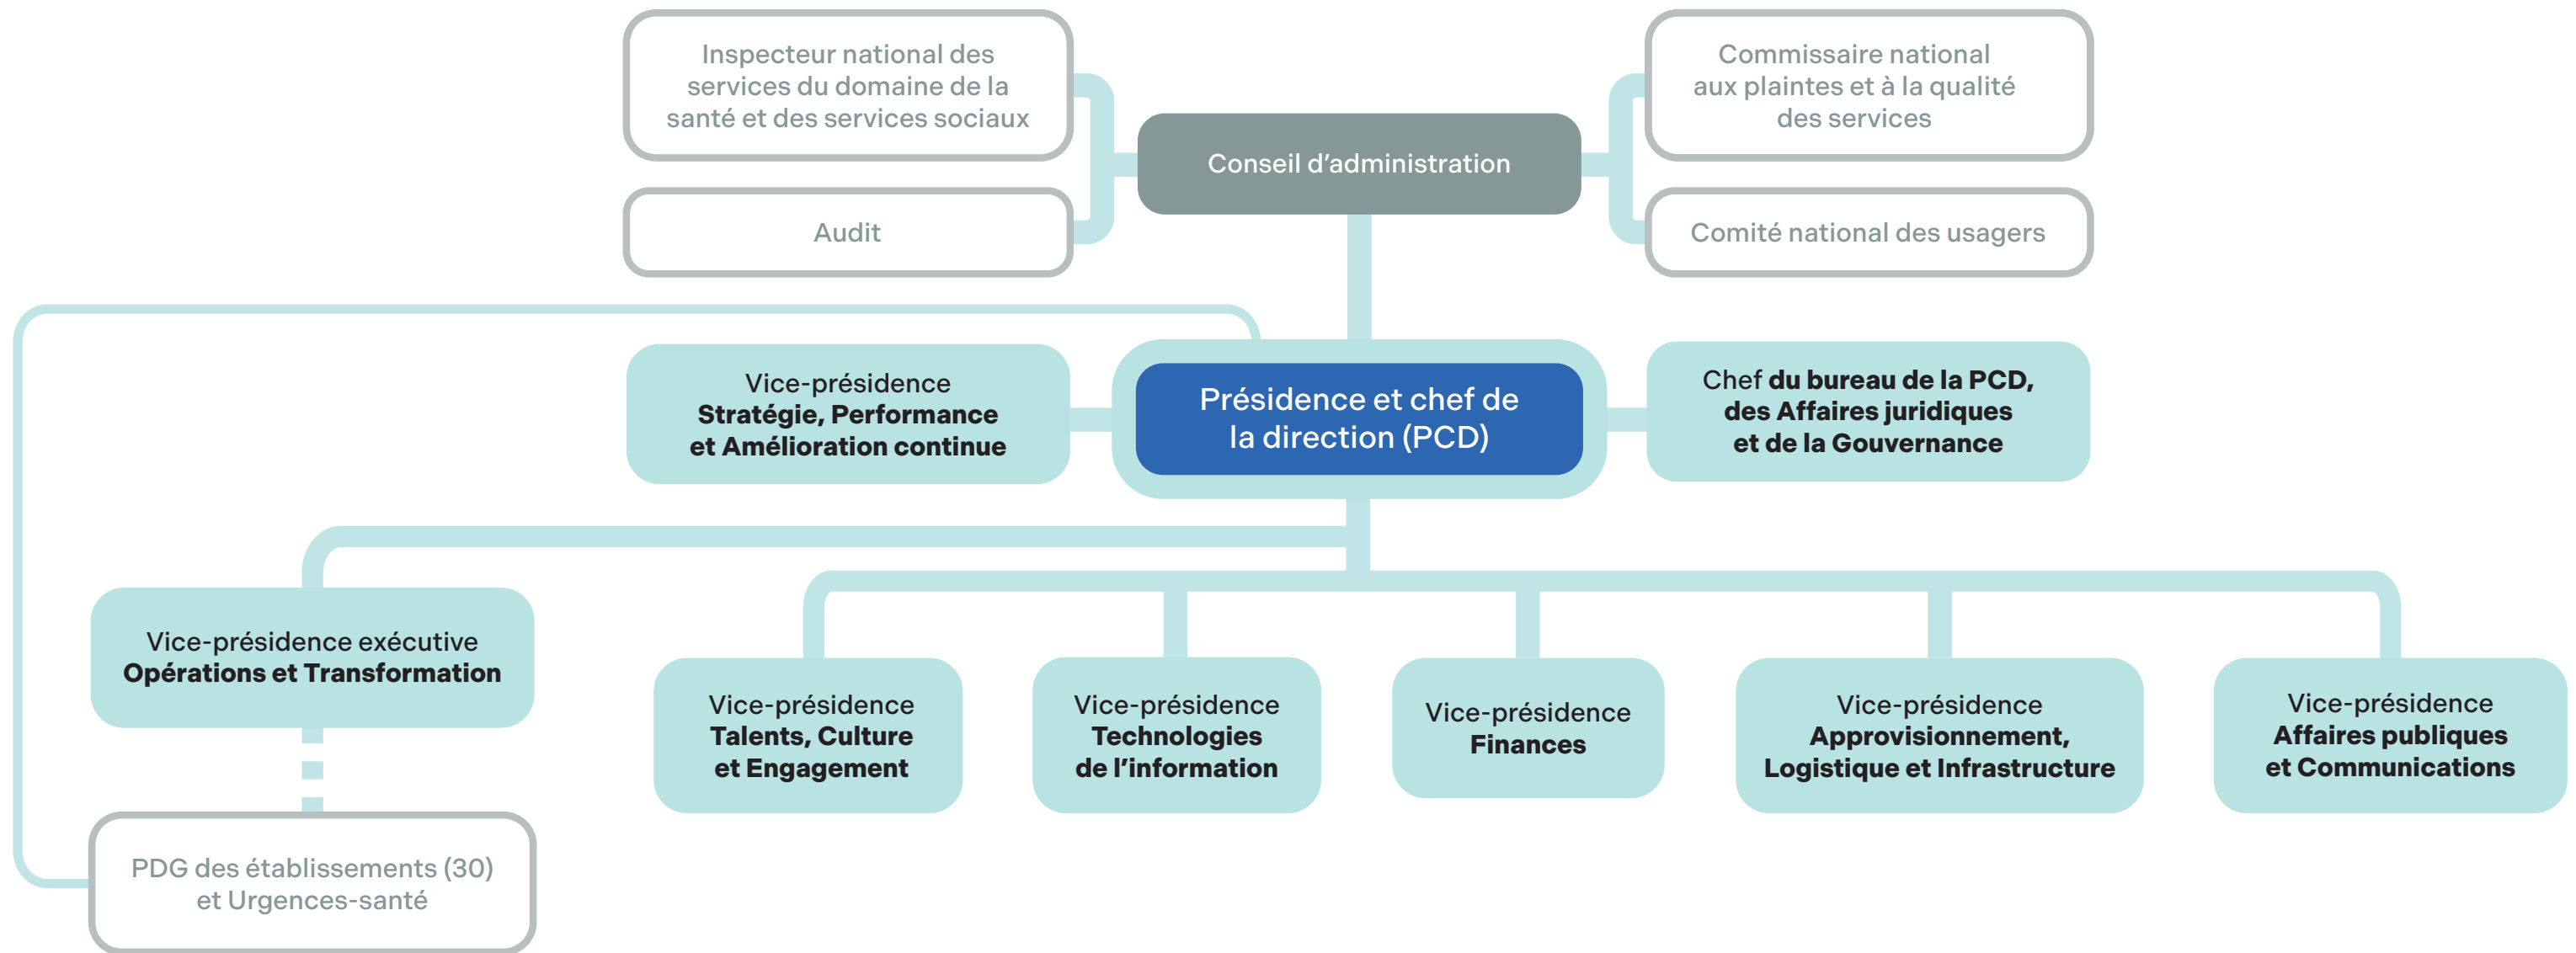 Inspecteur national des
services du domaine de la
santé et des services sociaux
Commissaire national
aux plaintes et à la qualité
des services
Conseil d’administration
Audit
Comité national des usagers
Vice-présidence
Stratégie, Performance
et Amélioration continue
Présidence et chef de
la direction (PCD)
Chef du bureau de la PCD,
des Affaires juridiques
et de la Gouvernance
Vice-présidence exécutive
Opérations et Transformation
Vice-présidence
Talents, Culture
et Engagement
Vice-présidence
Technologies
de l’information
Vice-présidence
Finances
Vice-présidence
Approvisionnement,
Logistique et Infrastructure
Vice-présidence
Affaires publiques
et Communications
PDG des établissements (30)
et Urgences-santé